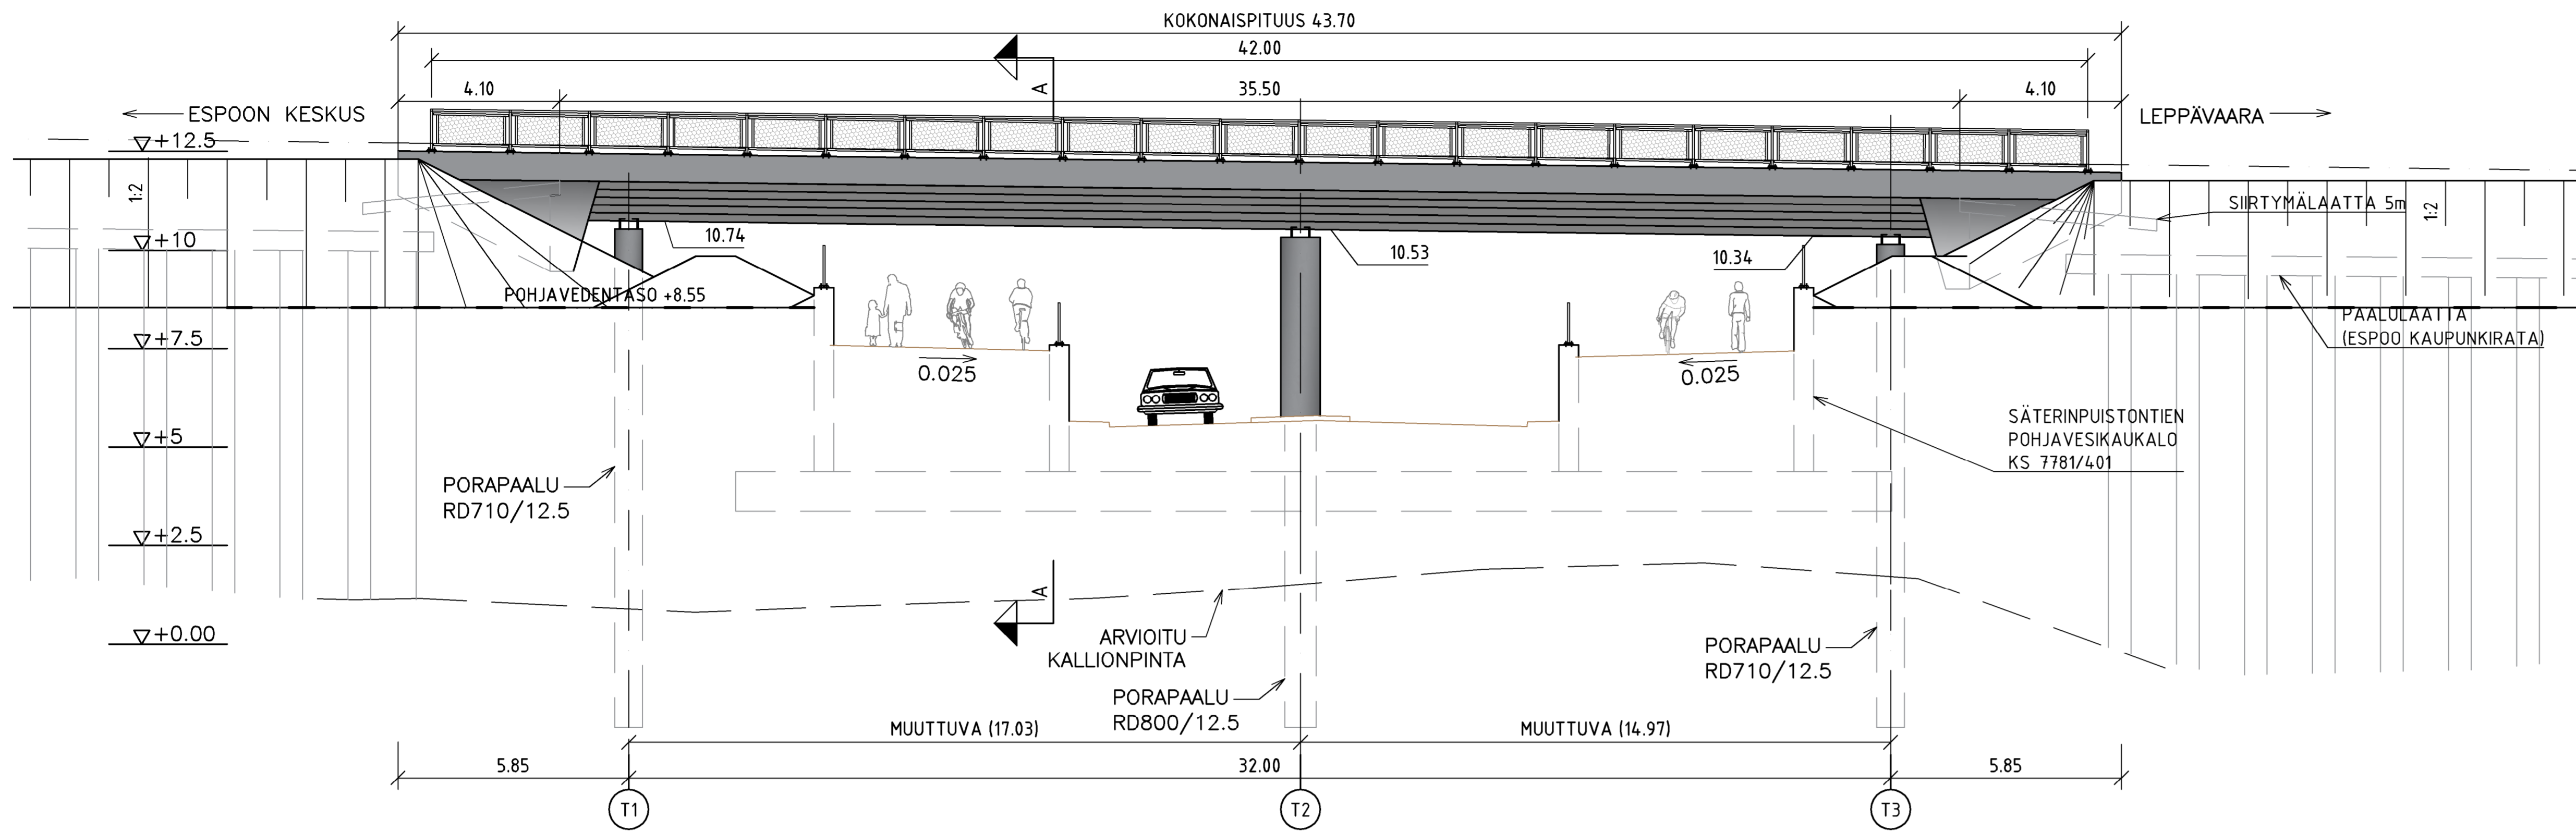 KOKONAISPITUUS 43.70
42.00
4.10
35.50
4.10
A
ESPOON KESKUS
LEPPÄVAARA
+12.5
1:2
SIIRTYMÄLAATTA 5m
1:2
+10
10.74
10.53
10.34
POHJAVEDENTASO +8.55
+7.5
PAALULAATTA
(ESPOO KAUPUNKIRATA)
0.025
0.025
+5
SÄTERINPUISTONTIEN
POHJAVESIKAUKALO
KS 7781/401
PORAPAALU
RD710/12.5
+2.5
A
+0.00
ARVIOITU
KALLIONPINTA
PORAPAALU
RD710/12.5
PORAPAALU
RD800/12.5
MUUTTUVA (17.03)
MUUTTUVA (14.97)
5.85
32.00
5.85
T1
T2
T3